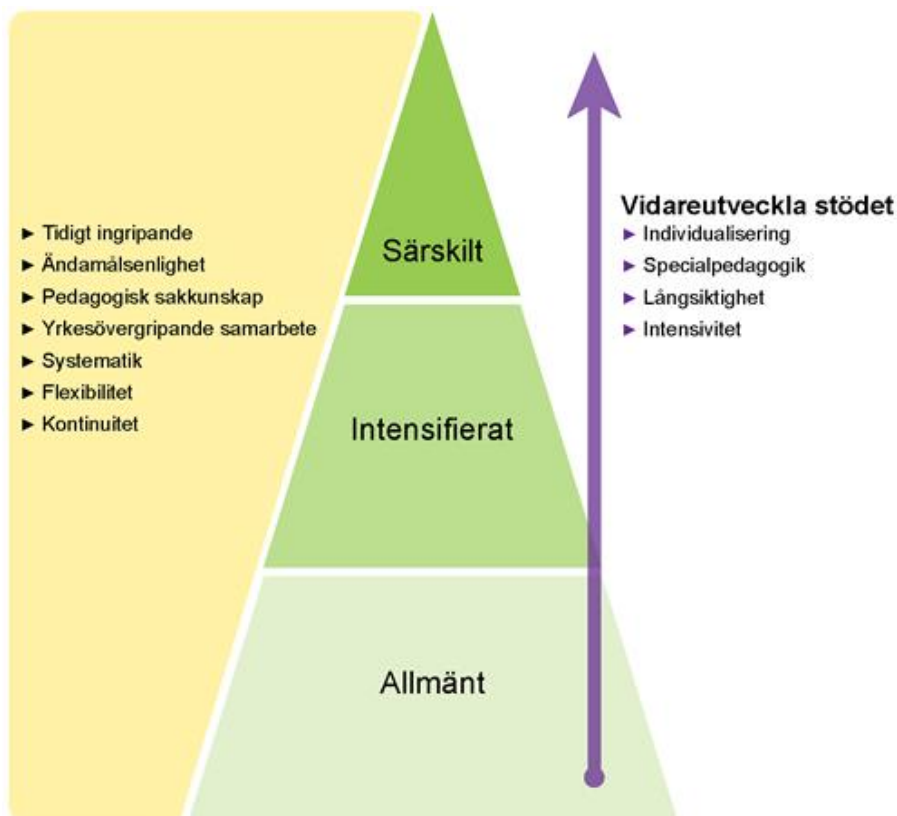 ► Tidigt ingripande
► Ändamålsenlighet
► Pedagogisk sakkunskap
► Yrkesövergripande samarbete
► Systematik
► Flexibilitet
► Kontinuitet
Särskilt
Intensifierat
Allmänt
Vidareutveckla stödet
► Individualisering
► Specialpedagogik
► Långsiktighet
► Intensivitet